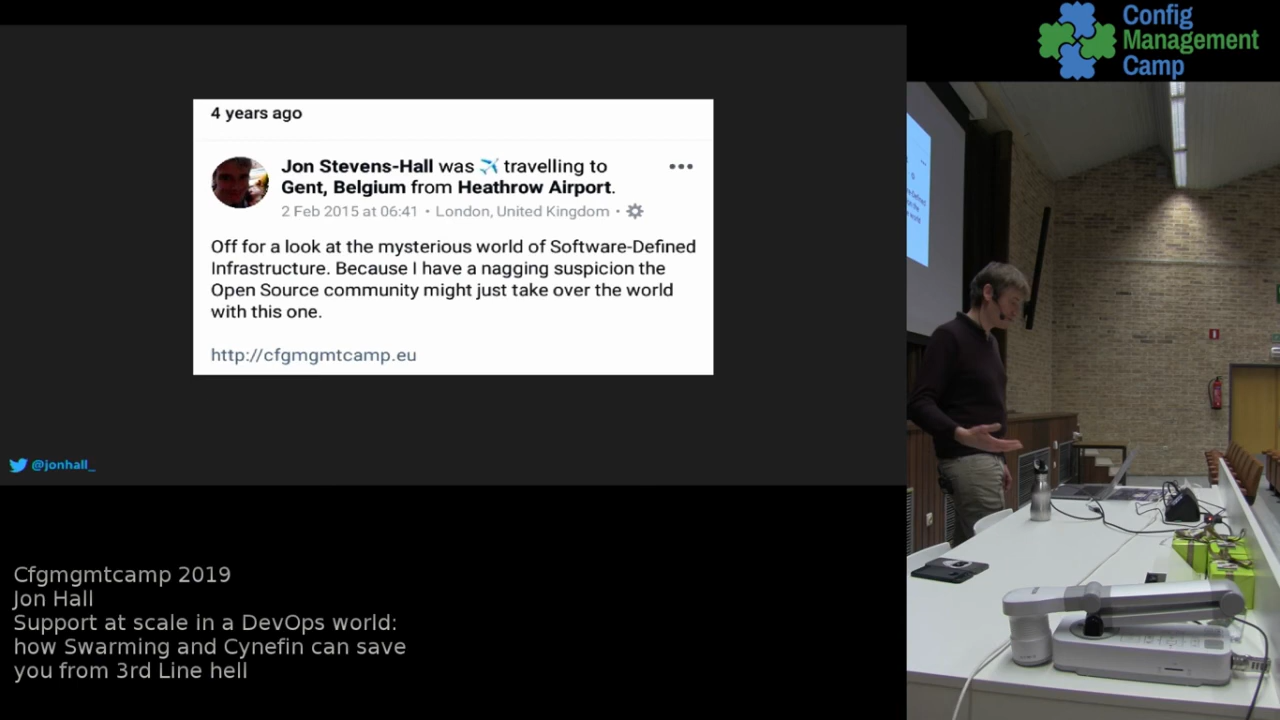 Config
Management
Camp
4 years ago
Jon Stevens-Hall was ✈ travelling to
Gent, Belgium from Heathrow Airport.
2 Feb 2015 at 06:41 • London, United Kingdom •
Off for a look at the mysterious world of Software-Defined
Infrastructure. Because I have a nagging suspicion the
Open Source community might just take over the world
with this one.
http://cfgmgmtcamp.eu
@jonhall_
Cfgmgmtcamp 2019
Jon Hall
Support at scale in a DevOps world:
how Swarming and Cynefin can save
you from 3rd Line hell